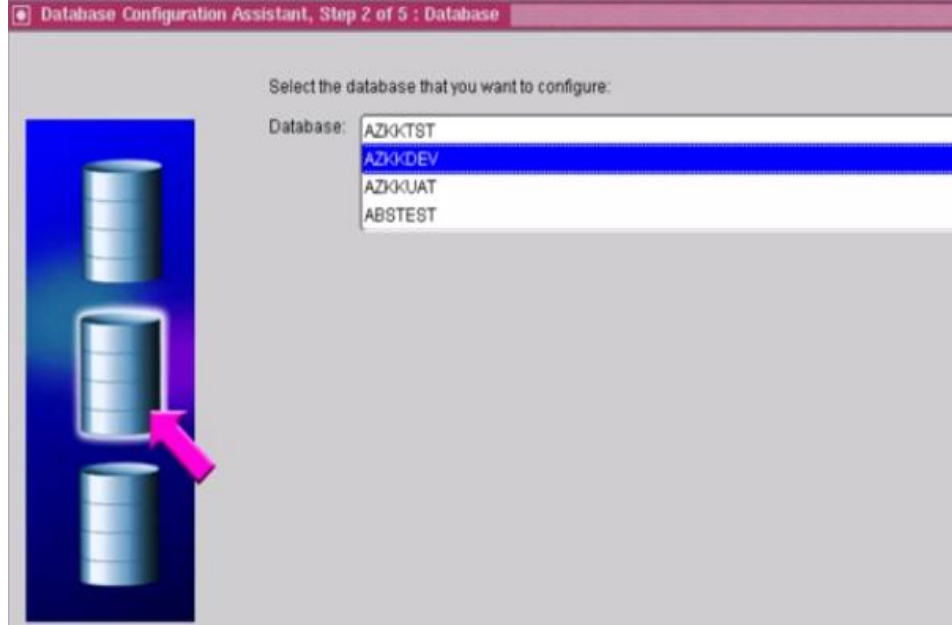 Database Configuration Assistant, Step 2 of 5 : Database
Select the database that you want to configure:
Database:
AZKKTST
AZKKDEV
AZKKUAT
ABSTEST